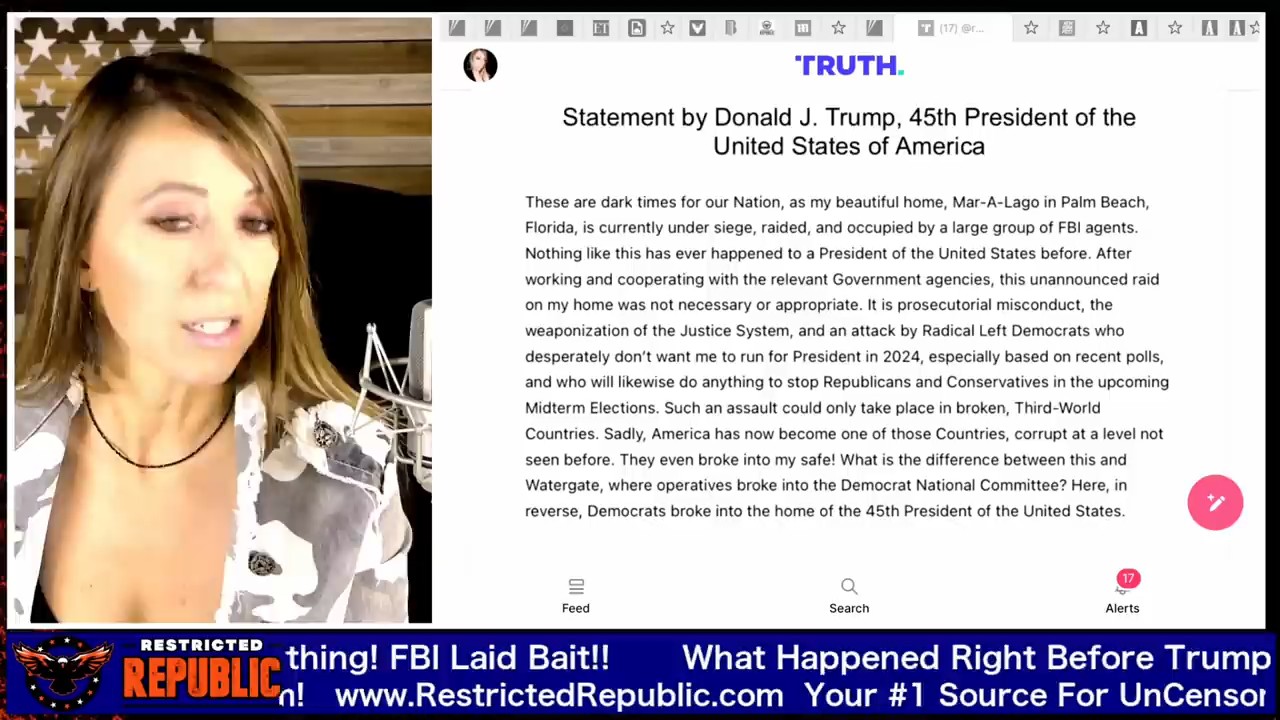 ET
(17) @r...
TRUTH.
Statement by Donald J. Trump, 45th President of the
United States of America
These are dark times for our Nation, as my beautiful home, Mar-A-Lago in Palm Beach,
Florida, is currently under siege, raided, and occupied by a large group of FBI agents.
Nothing like this has ever happened to a President of the United States before. After
working and cooperating with the relevant Government agencies, this unannounced raid
on my home was not necessary or appropriate. It is prosecutorial misconduct, the
weaponization of the Justice System, and an attack by Radical Left Democrats who
desperately don’t want me to run for President in 2024, especially based on recent polls,
and who will likewise do anything to stop Republicans and Conservatives in the upcoming
Midterm Elections. Such an assault could only take place in broken, Third-World
Countries. Sadly, America has now become one of those Countries, corrupt at a level not
seen before. They even broke into my safe! What is the difference between this and
Watergate, where operatives broke into the Democrat National Committee? Here, in
reverse, Democrats broke into the home of the 45th President of the United States.
17
Feed Search Alerts
RESTRICTED
REPUBLIC
thing! FBI Laid Bait!! What Happened Right Before Trump
m! www.RestrictedRepublic.com Your #1 Source For UnCensor